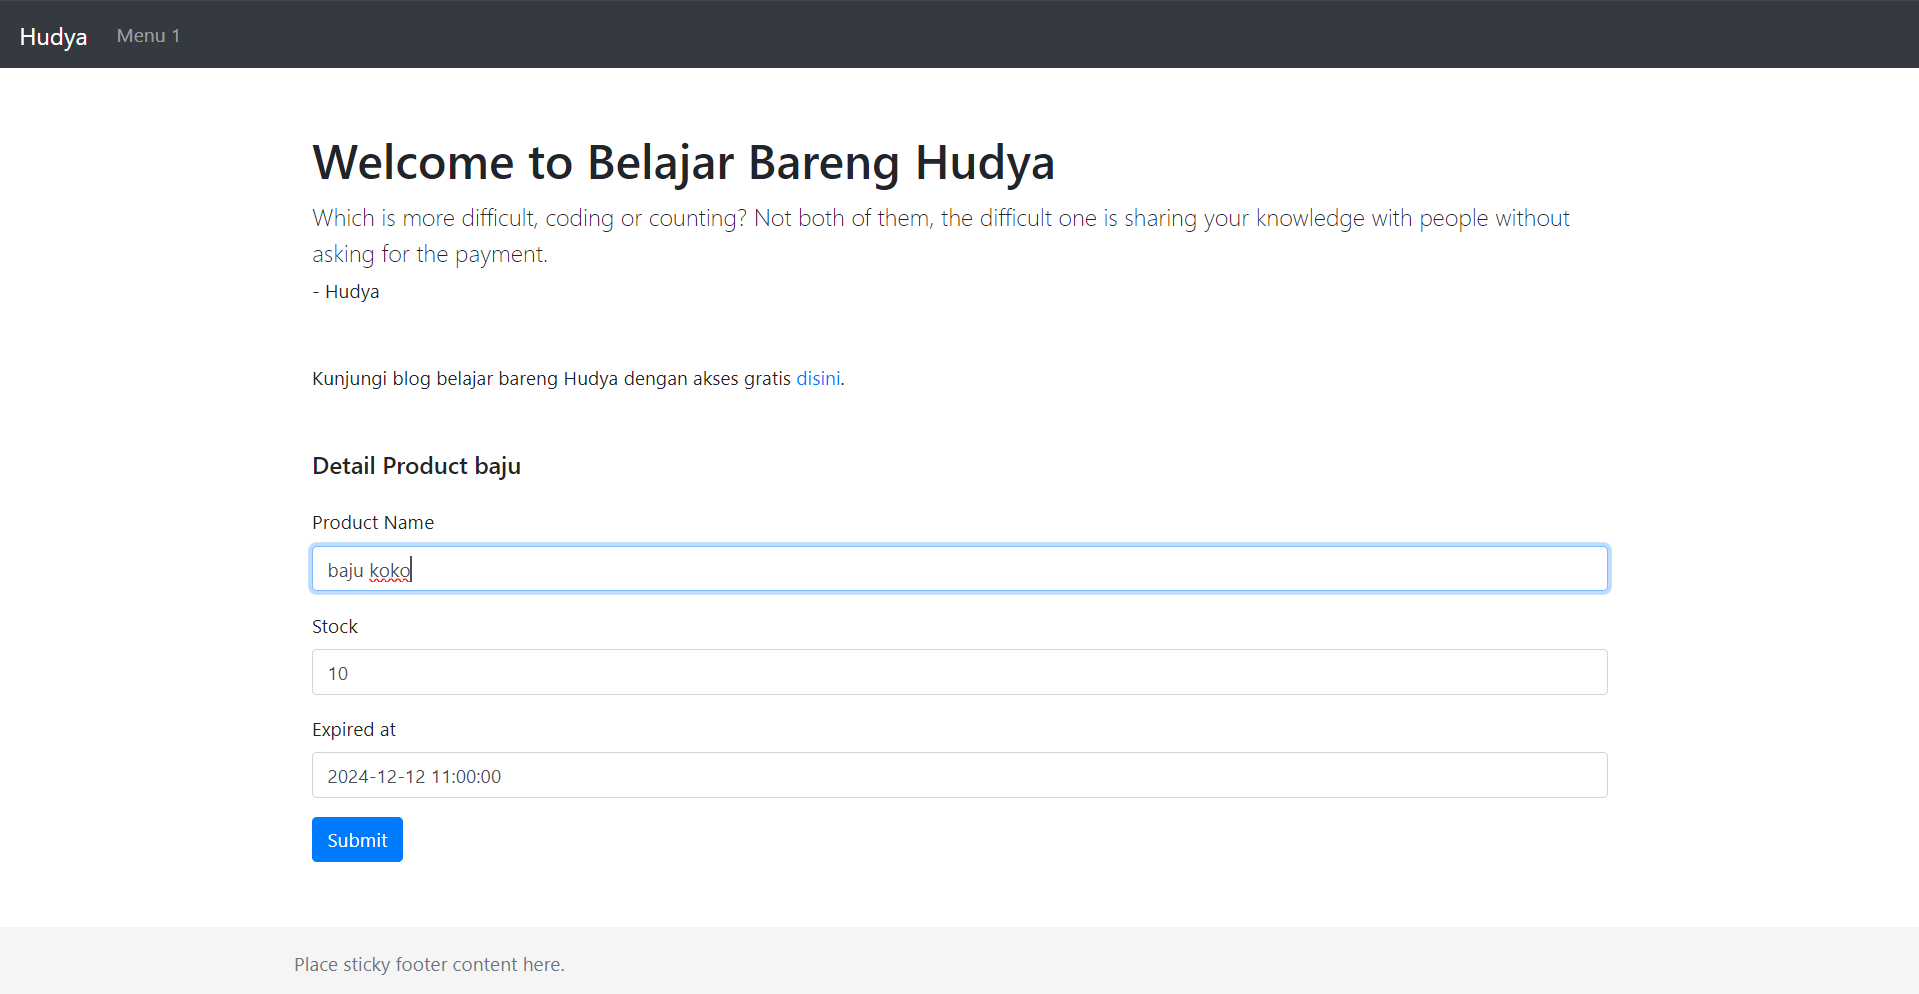 Hudya Menu 1
Welcome to Belajar Bareng Hudya
Which is more difficult, coding or counting? Not both of them, the difficult one is sharing your knowledge with people without
asking for the payment.
- Hudya
Kunjungi blog belajar bareng Hudya dengan akses gratis disini.
Detail Product baju
Product Name
baju koko
Stock
10
Expired at
2024-12-12 11:00:00
Submit
Place sticky footer content here.